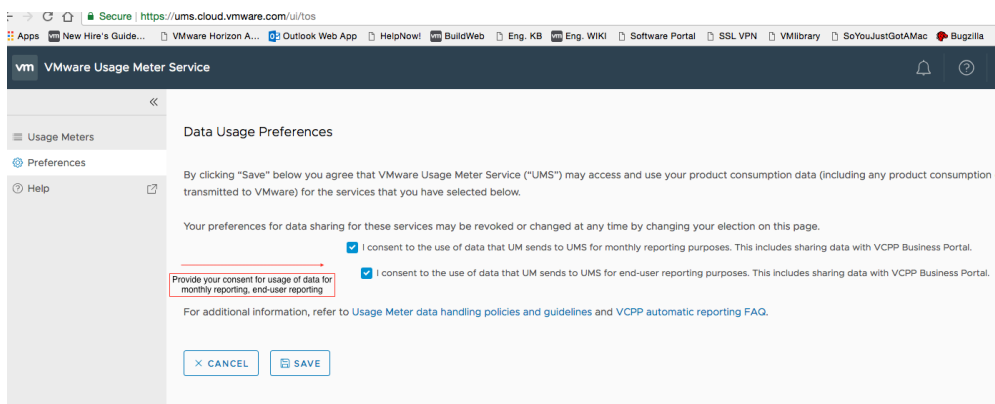 Secure | https://ums.cloud.vmware.com/ui/tos
Apps vm New Hire's Guide... VMware Horizon A... Outlook Web App HelpNow! vm BuildWeb Eng. KB vm Eng. WIKI Software Portal SSL VPN VMlibrary SoYouJustGotAMac Bugzilla
vm VMware Usage Meter Service
Usage Meters
Preferences
Help
Data Usage Preferences
By clicking "Save" below you agree that VMware Usage Meter Service ("UMS") may access and use your product consumption data (including any product consumption
transmitted to VMware) for the services that you have selected below.
Your preferences for data sharing for these services may be revoked or changed at any time by changing your election on this page.
I consent to the use of data that UM sends to UMS for monthly reporting purposes. This includes sharing data with VCPP Business Portal.
I consent to the use of data that UM sends to UMS for end-user reporting purposes. This includes sharing data with VCPP Business Portal.
Provide your consent for usage of data for
monthly reporting, end-user reporting
For additional information, refer to Usage Meter data handling policies and guidelines and VCPP automatic reporting FAQ.
CANCEL SAVE